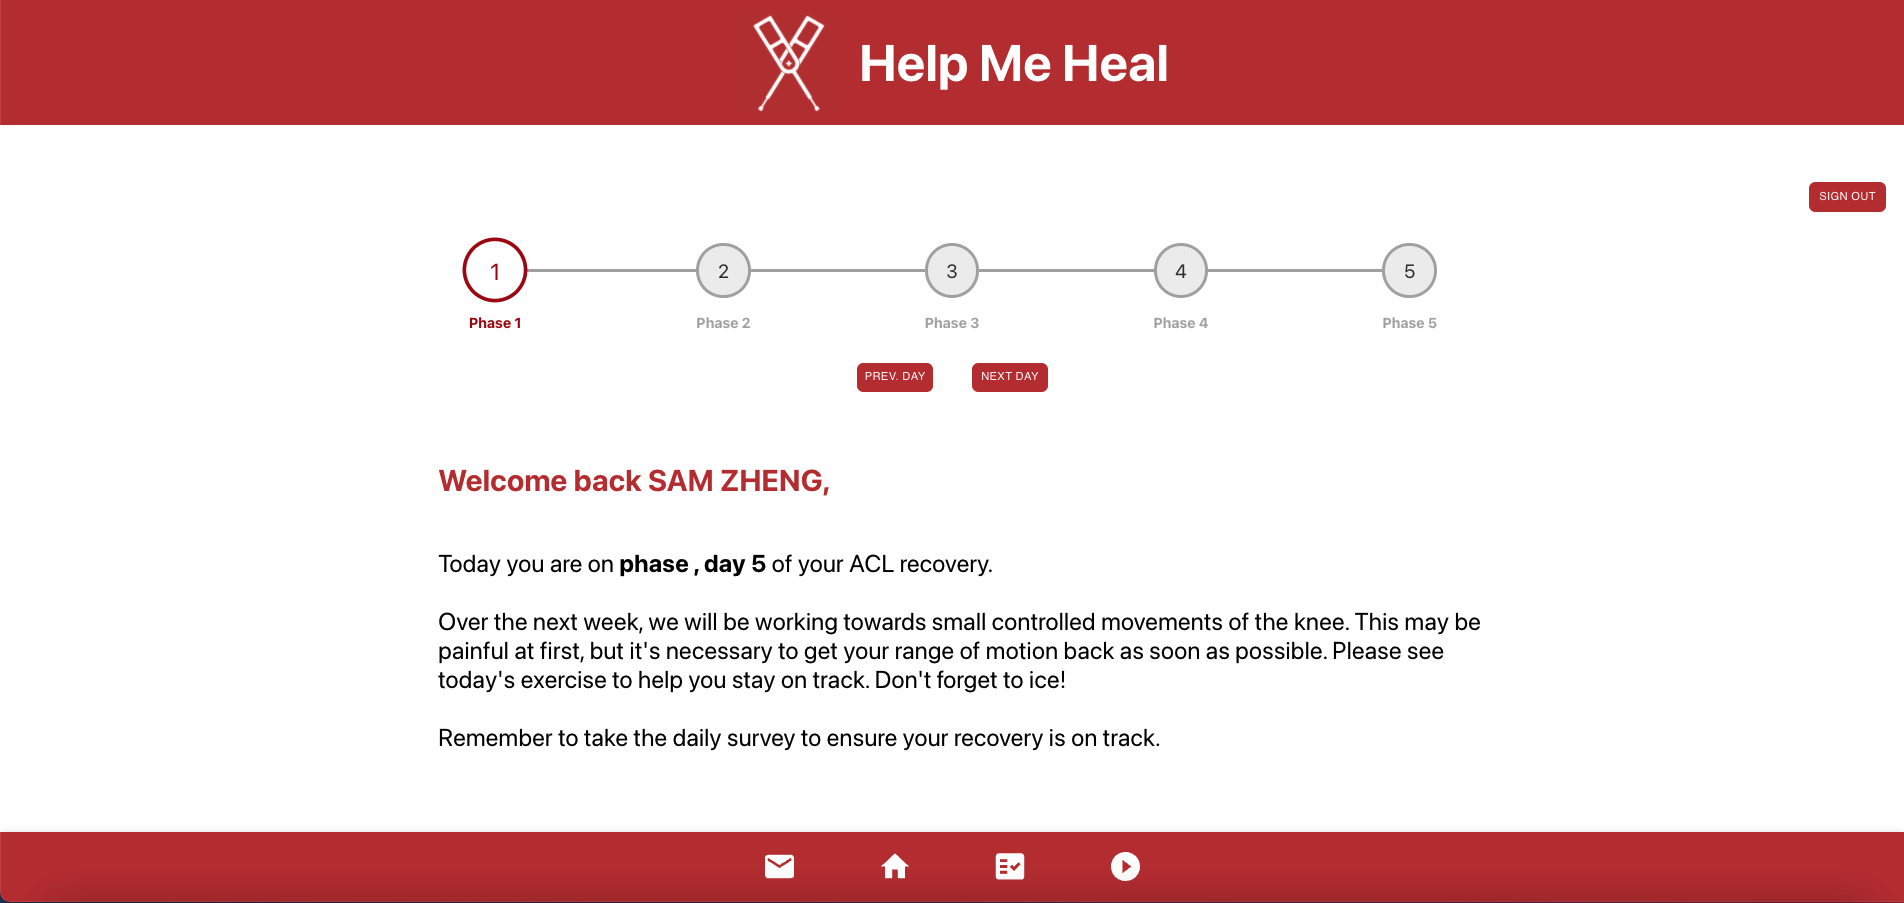 Help Me Heal
SIGN OUT
1
2
3
4
5
Phase 1
Phase 2
Phase 3
Phase 4
Phase 5
PREV. DAY
NEXT DAY
Welcome back SAM ZHENG,
Today you are on phase , day 5 of your ACL recovery.
Over the next week, we will be working towards small controlled movements of the knee. This may be
painful at first, but it's necessary to get your range of motion back as soon as possible. Please see
today's exercise to help you stay on track. Don't forget to ice!
Remember to take the daily survey to ensure your recovery is on track.